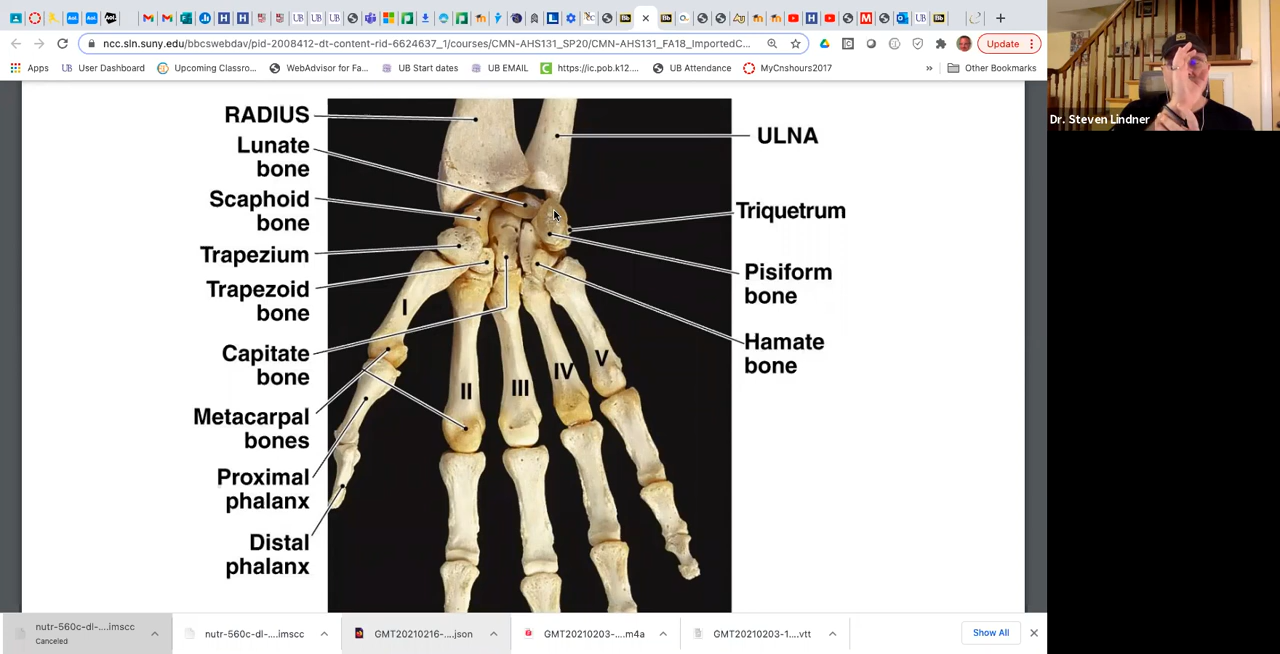 ncc.sln.suny.edu/bbcswebdav/pid-2008412-dt-content-rid-6624637_1/courses/CMN-AHS131_SP20/CMN-AHS131_FA18_ImportedC...
Update
Apps
UB User Dashboard
Upcoming Classro...
WebAdvisor for Fa...
UB Start dates
UB EMAIL
https://ic.pob.k12....
UB Attendance
MyCnshours2017
»
Other Bookmarks
Dr. Steven Lindner
RADIUS
Lunate
bone
Scaphoid
bone
Trapezium
Trapezoid
bone
Capitate
bone
Metacarpal
bones
Proximal
phalanx
Distal
phalanx
ULNA
Triquetrum
Pisiform
bone
Hamate
bone
I
II
III
IV
V
nutr-560c-dl-....imscc
Canceled
nutr-560c-dl-....imscc
GMT20210216-....json
GMT20210203-....m4a
GMT20210203-1....vtt
Show All